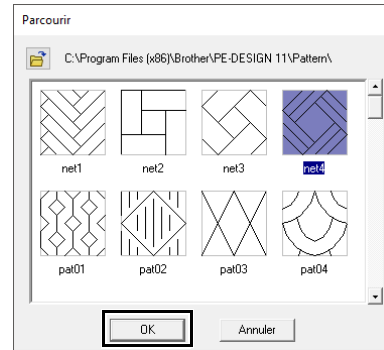 Parcourir
C:\Program Files (x86)\Brother\PE-DESIGN 11\Pattern\
net1 net2 net3 net4
pat01 pat02 pat03 pat04
OK Annuler